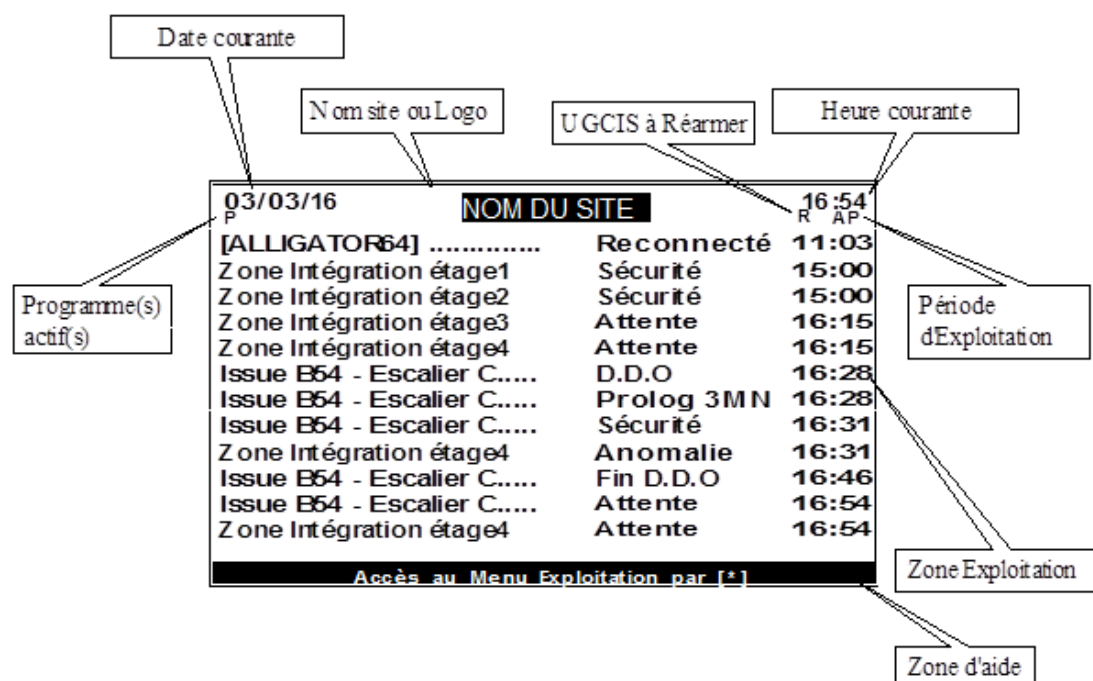 Date courante
Nom site ou Logo
UGCIS à Réarmer
Heure courante
03/03/16 NOM DU SITE 16:54
P R AP
[ALLIGATOR64] .............. Reconnecté 11:03
Zone Intégration étage1 Sécurité 15:00
Zone Intégration étage2 Sécurité 15:00
Zone Intégration étage3 Attente 16:15
Zone Intégration étage4 Attente 16:15
Issue B54 - Escalier C..... D.D.O 16:28
Issue B54 - Escalier C..... Prolog 3MN 16:28
Issue B54 - Escalier C..... Sécurité 16:31
Zone Intégration étage4 Anomalie 16:31
Issue B54 - Escalier C..... Fin D.D.O 16:46
Issue B54 - Escalier C..... Attente 16:54
Zone Intégration étage4 Attente 16:54
Accès au Menu Exploitation par [*]
Programme(s)
actif(s)
Période
d'Exploitation
Zone Exploitation
Zone d'aide